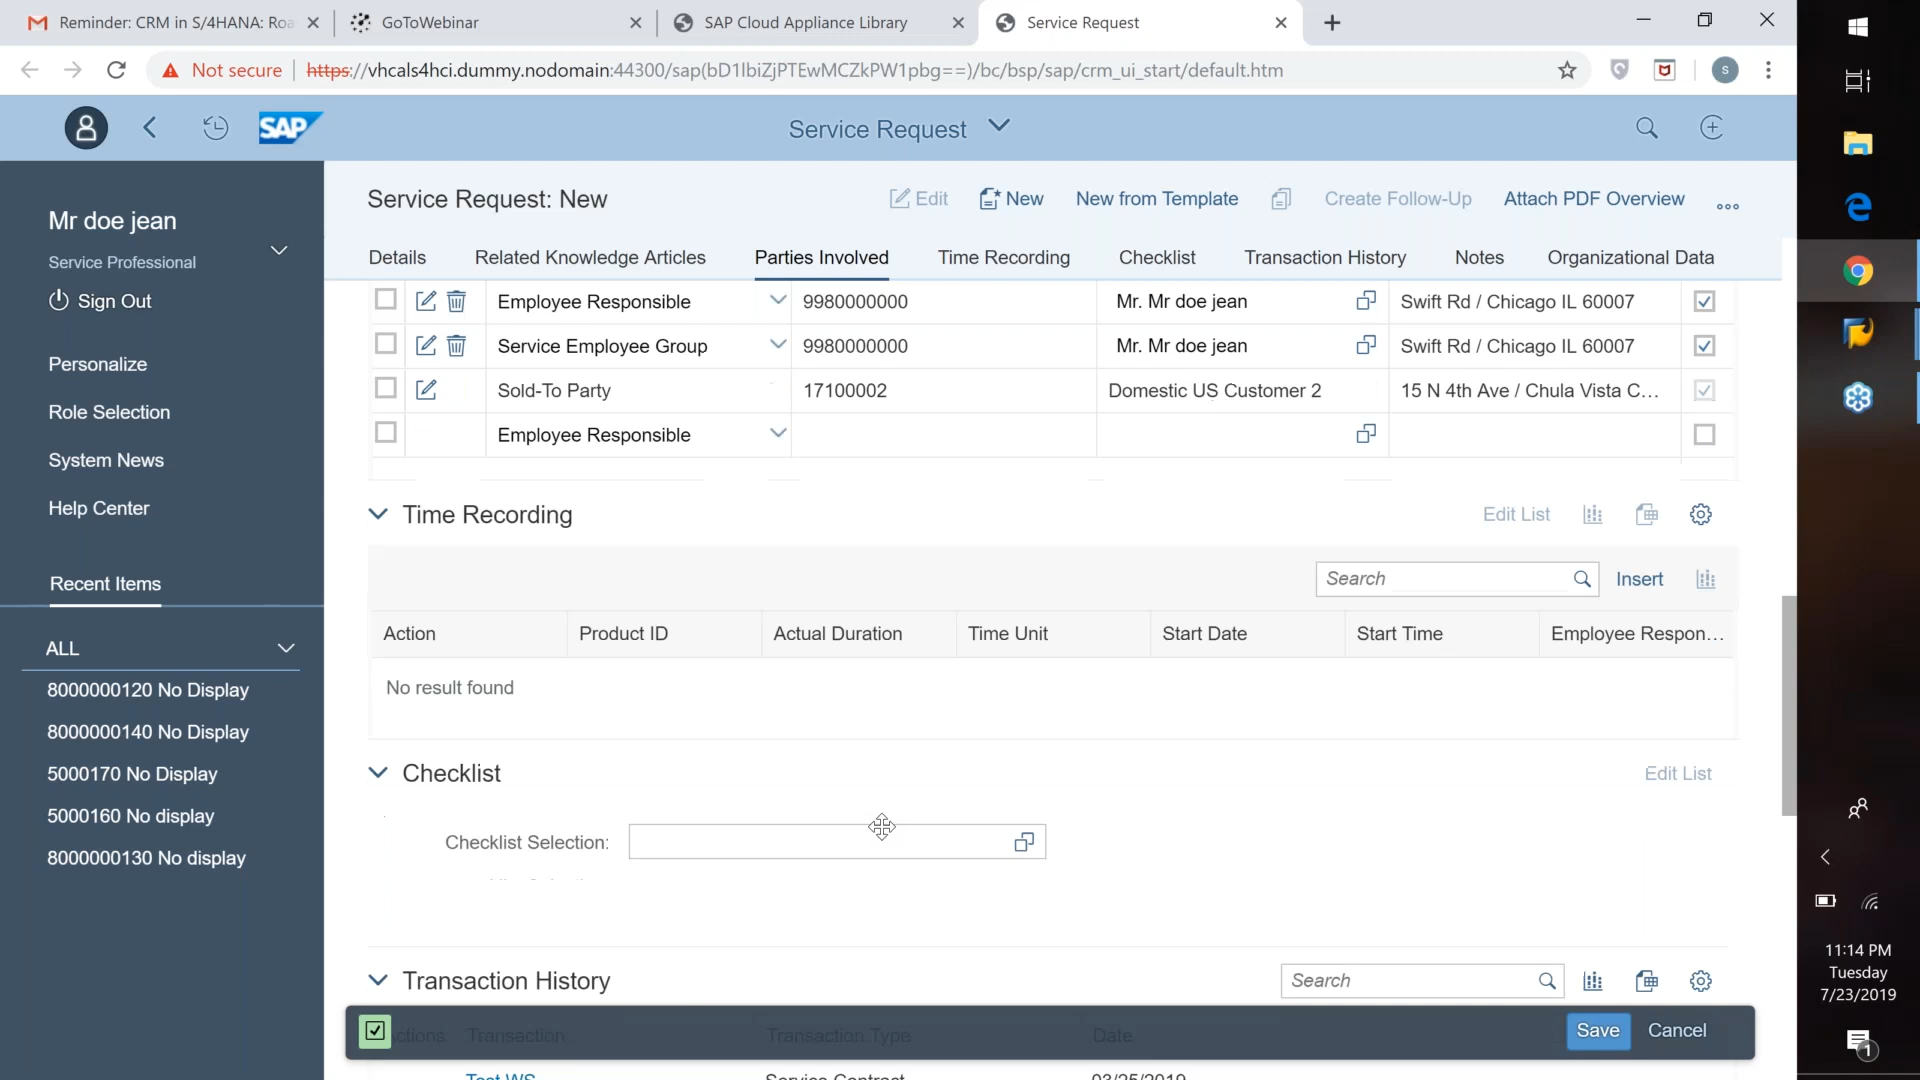 Reminder: CRM in S/4HANA: Roa
GoToWebinar
SAP Cloud Appliance Library
Service Request
Not secure
https://vhcals4hci.dummy.nodomain:44300/sap(bD1lbiZjPTEwMCZkPW1pbg==)/bc/bsp/sap/crm_ui_start/default.htm
s
SAP
Service Request
Mr doe jean
Service Professional
Sign Out
Personalize
Role Selection
System News
Help Center
Recent Items
ALL
8000000120 No Display
8000000140 No Display
5000170 No Display
5000160 No display
8000000130 No display
Service Request: New
Edit
New
New from Template
Create Follow-Up
Attach PDF Overview
Details
Related Knowledge Articles
Parties Involved
Time Recording
Checklist
Transaction History
Notes
Organizational Data
Employee Responsible 9980000000 Mr. Mr doe jean Swift Rd / Chicago IL 60007
Service Employee Group 9980000000 Mr. Mr doe jean Swift Rd / Chicago IL 60007
Sold-To Party 17100002 Domestic US Customer 2 15 N 4th Ave / Chula Vista C...
Employee Responsible
Time Recording
Edit List
Search
Insert
Action Product ID Actual Duration Time Unit Start Date Start Time Employee Respon...
No result found
Checklist
Edit List
Checklist Selection:
Transaction History
Search
Transaction Transaction Type Date
Save
Cancel
Test WS Service Contract 03/25/2019
11:14 PM
Tuesday
7/23/2019
1